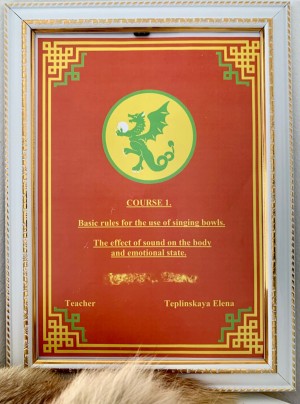 COURSE 1.
Basic rules for the use of singing bowls.
The effect of sound on the body
and emotional state.
Teacher Teplinskaya Elena